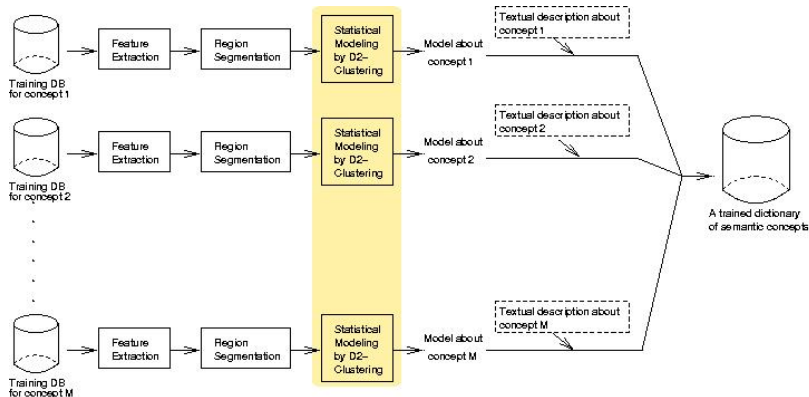 Training DB
for concept 1
Feature
Extraction
Region
Segmentation
Statistical
Modeling
by D2-
Clustering
Model about
concept 1
Textual description about
concept 1
Training DB
for concept 2
Feature
Extraction
Region
Segmentation
Statistical
Modeling
by D2-
Clustering
Model about
concept 2
Textual description about
concept 2
A trained dictionary
of semantic concepts
Training DB
for concept M
Feature
Extraction
Region
Segmentation
Statistical
Modeling
by D2-
Clustering
Model about
concept M
Textual description about
concept M